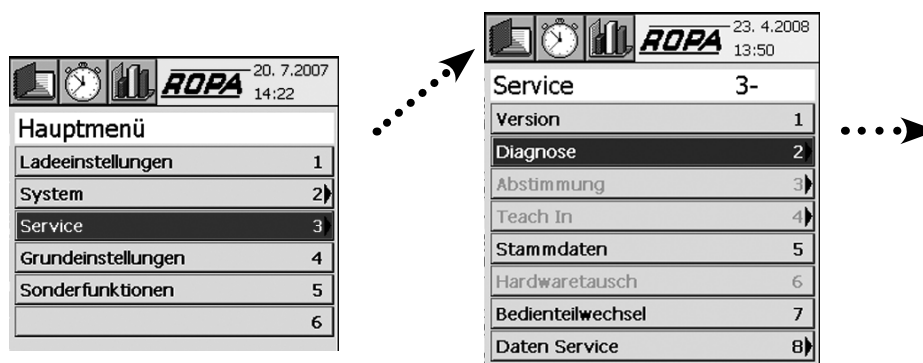 ROPA 20. 7.2007
14:22
Hauptmenü
Ladeeinstellungen 1
System 2
Service 3
Grundeinstellungen 4
Sonderfunktionen 5
6
ROPA 23. 4.2008
13:50
Service 3-
Version 1
Diagnose 2
Abstimmung 3
Teach In 4
Stammdaten 5
Hardwaretausch 6
Bedienteilwechsel 7
Daten Service 8